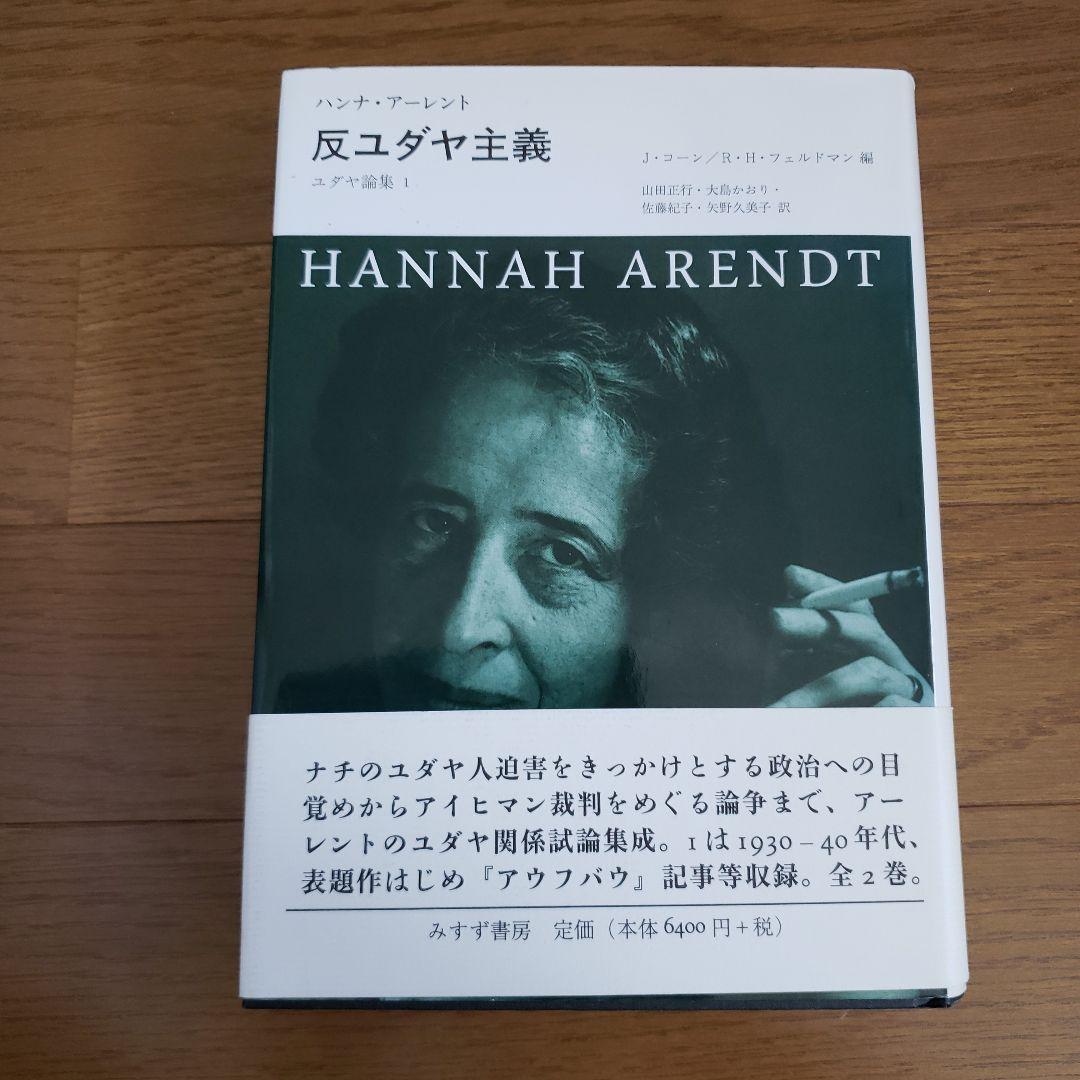 ハンナ・アーレント
反ユダヤ主義
ユダヤ論集 1
J・コーン/R・H・フェルドマン 編
山田正行・大島かおり・
佐藤紀子・矢野久美子 訳
HANNAH ARENDT
ナチのユダヤ人迫害をきっかけとする政治への目
覚めからアイヒマン裁判をめぐる論争まで、アー
レントのユダヤ関係試論集成。1は1930–40年代、
表題作はじめ『アウフバウ』記事等収録。全2巻。
みすず書房 定価(本体6400円+税)